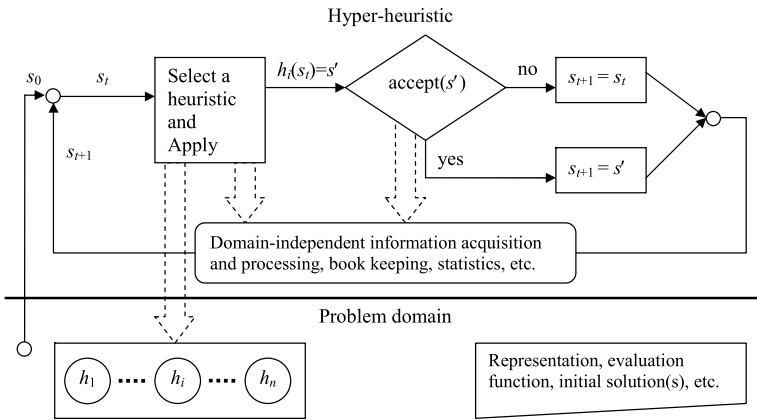 Hyper-heuristic
s0
st
Select a
heuristic
and
Apply
hi(st)=s′
accept(s′)
no
st+1 = st
yes
st+1 = s′
st+1
Domain-independent information acquisition
and processing, book keeping, statistics, etc.
Problem domain
h1 ···· hi ···· hn
Representation, evaluation
function, initial solution(s), etc.